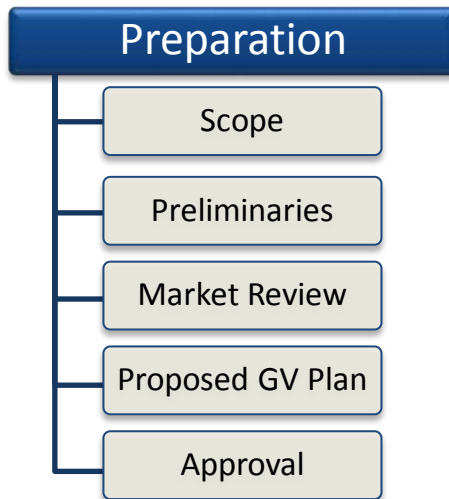 Preparation
Scope
Preliminaries
Market Review
Proposed GV Plan
Approval